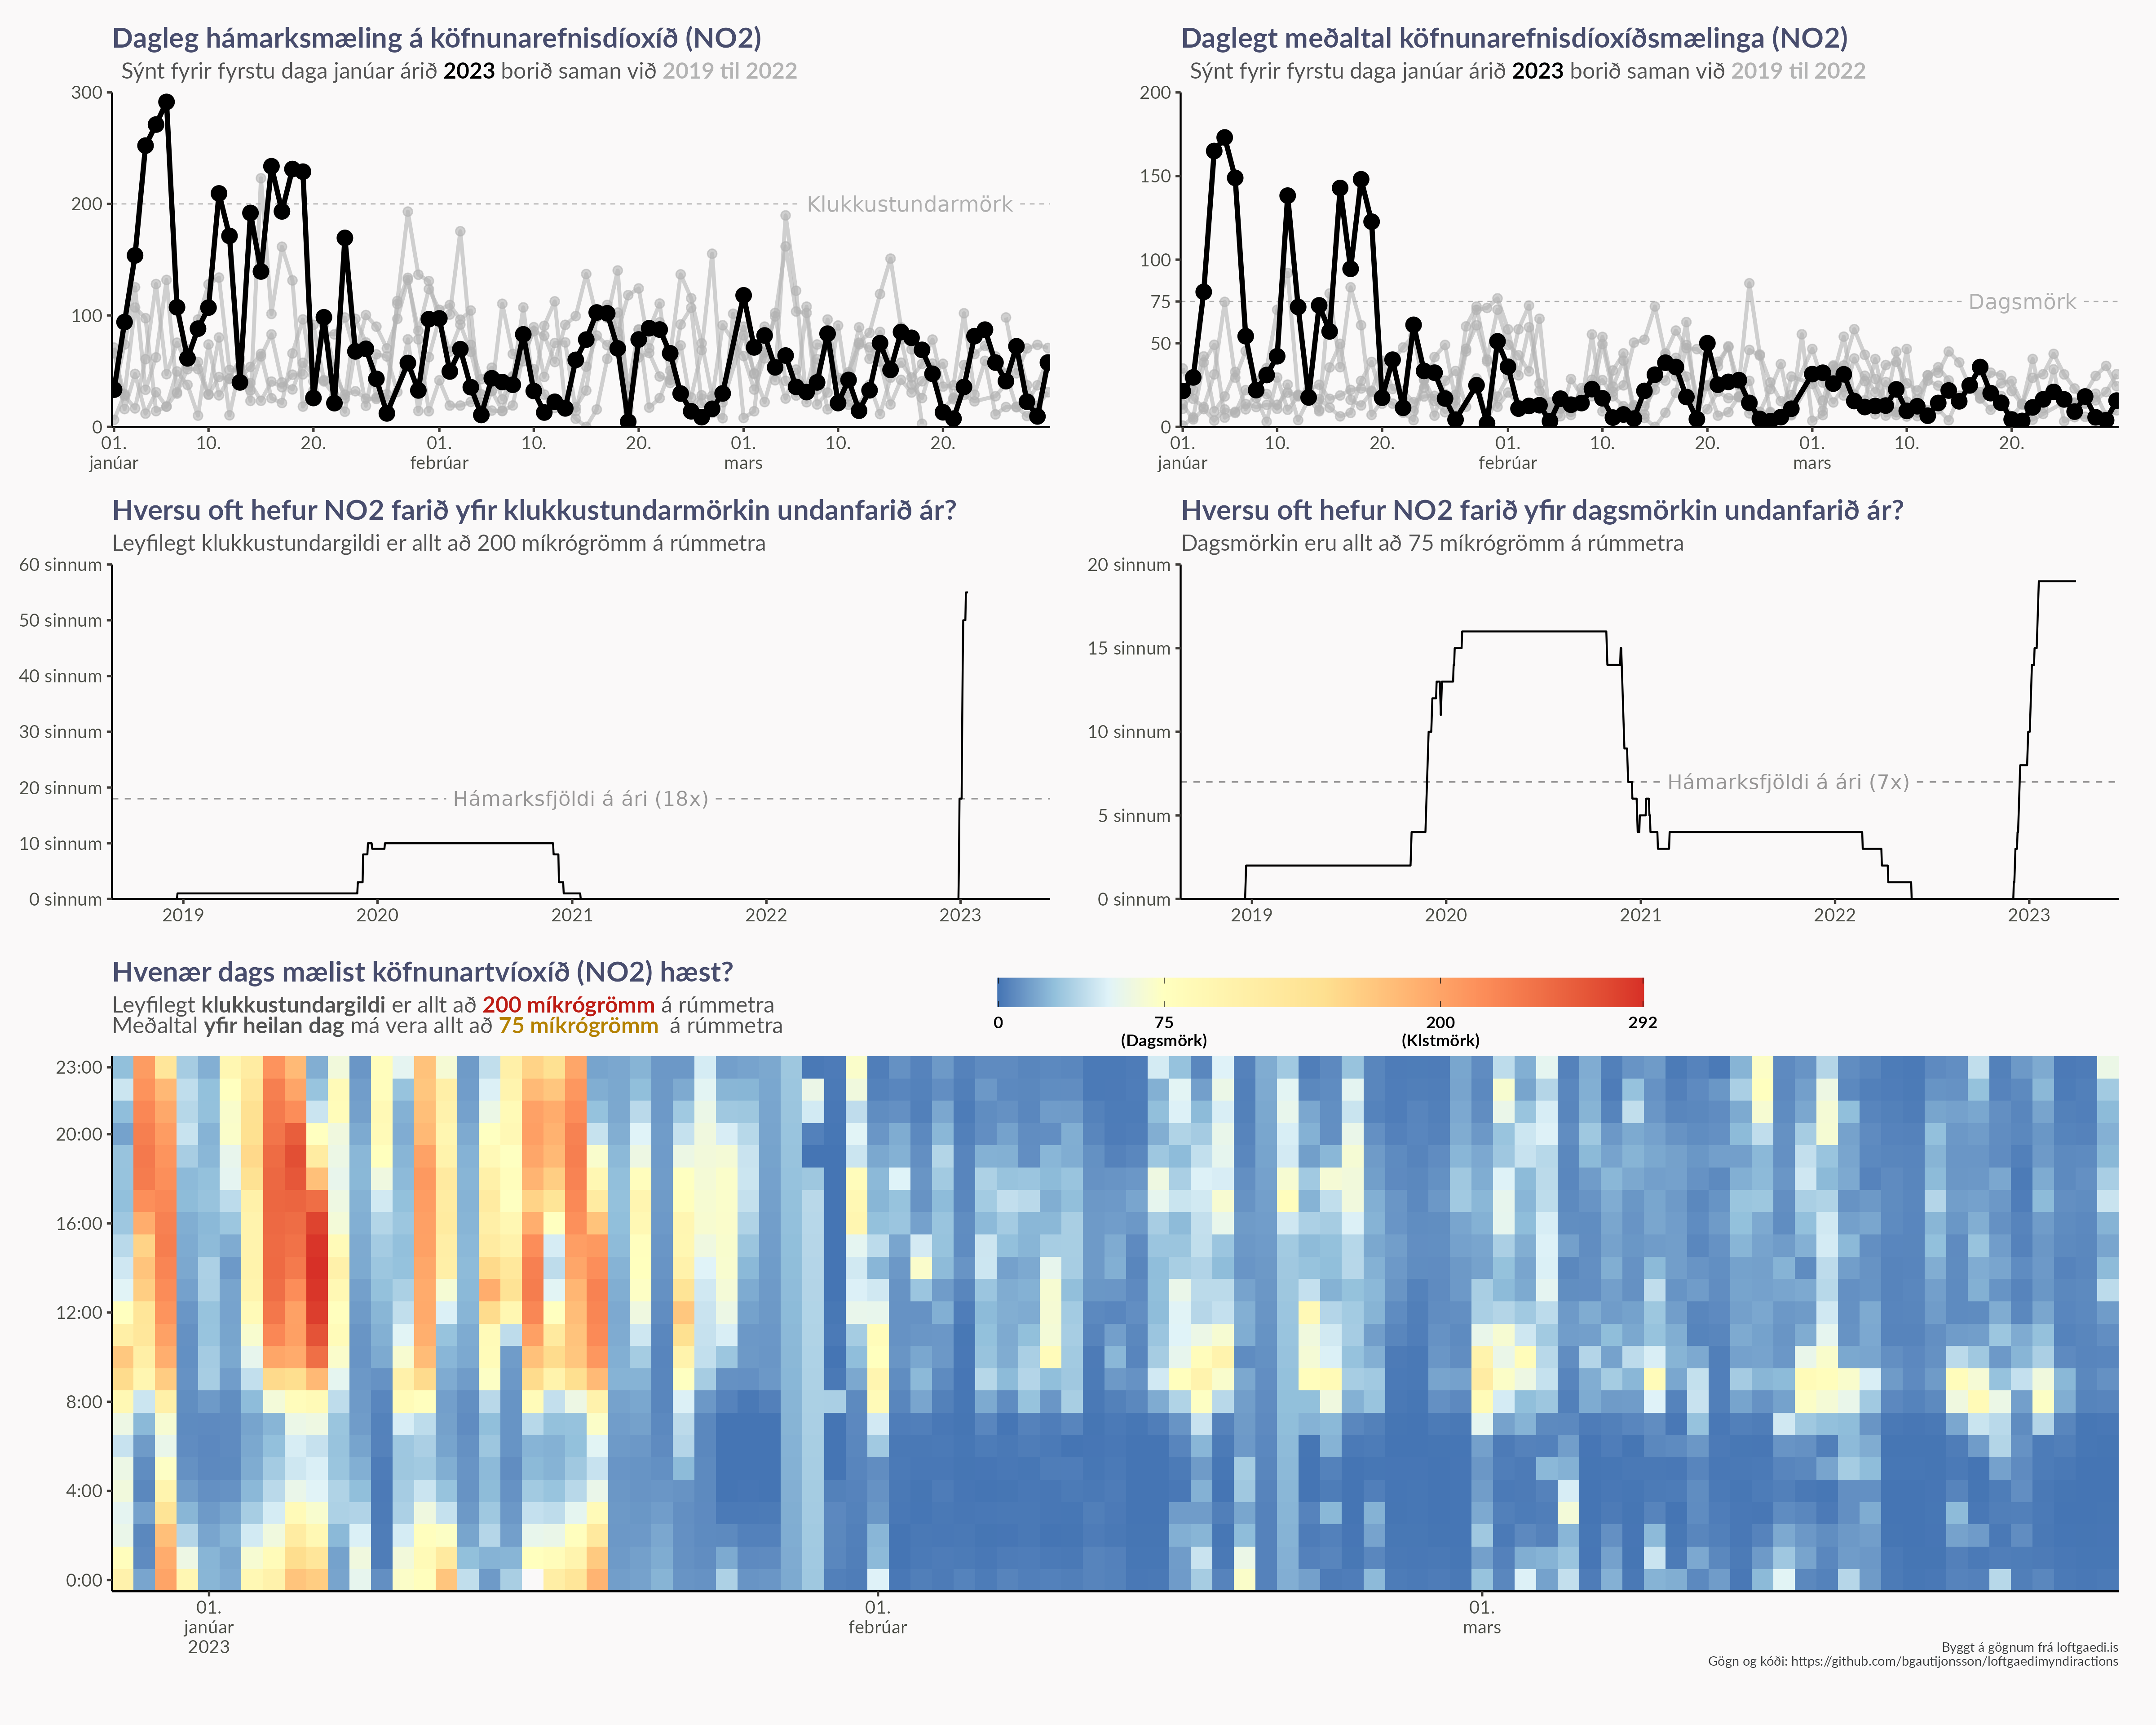 Dagleg hámarksmæling á köfnunarefnisdíoxíð (NO2)
Sýnt fyrir fyrstu daga janúar árið 2023 borið saman við 2019 til 2022
300
200
100
0
Klukkustundarmörk
01.
janúar
10.
20.
01.
febrúar
10.
20.
01.
mars
10.
20.
Daglegt meðaltal köfnunarefnisdíoxíðsmælinga (NO2)
Sýnt fyrir fyrstu daga janúar árið 2023 borið saman við 2019 til 2022
200
150
100
75
50
0
Dagsmörk
01.
janúar
10.
20.
01.
febrúar
10.
20.
01.
mars
10.
20.
Hversu oft hefur NO2 farið yfir klukkustundarmörkin undanfarið ár?
Leyfilegt klukkustundargildi er allt að 200 míkrógrömm á rúmmetra
60 sinnum
50 sinnum
40 sinnum
30 sinnum
20 sinnum
10 sinnum
0 sinnum
Hámarksfjöldi á ári (18x)
2019
2020
2021
2022
2023
Hversu oft hefur NO2 farið yfir dagsmörkin undanfarið ár?
Dagsmörkin eru allt að 75 míkrógrömm á rúmmetra
20 sinnum
15 sinnum
10 sinnum
5 sinnum
0 sinnum
Hámarksfjöldi á ári (7x)
2019
2020
2021
2022
2023
Hvenær dags mælist köfnunartvíoxíð (NO2) hæst?
Leyfilegt klukkustundargildi er allt að 200 míkrógrömm á rúmmetra
Meðaltal yfir heilan dag má vera allt að 75 míkrógrömm á rúmmetra
0
75
(Dagsmörk)
200
(Klstmörk)
292
23:00
20:00
16:00
12:00
8:00
4:00
0:00
01.
janúar
2023
01.
febrúar
01.
mars
Byggt á gögnum frá loftgaedi.is
Gögn og kóði: https://github.com/bgautijonsson/loftgaedimyndiractions